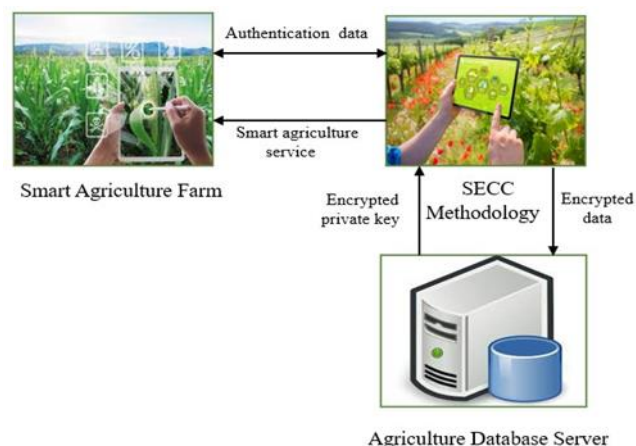 Authentication data
Smart agriculture
service
Smart Agriculture Farm
SECC
Methodology
Encrypted
private key
Encrypted
data
Agriculture Database Server